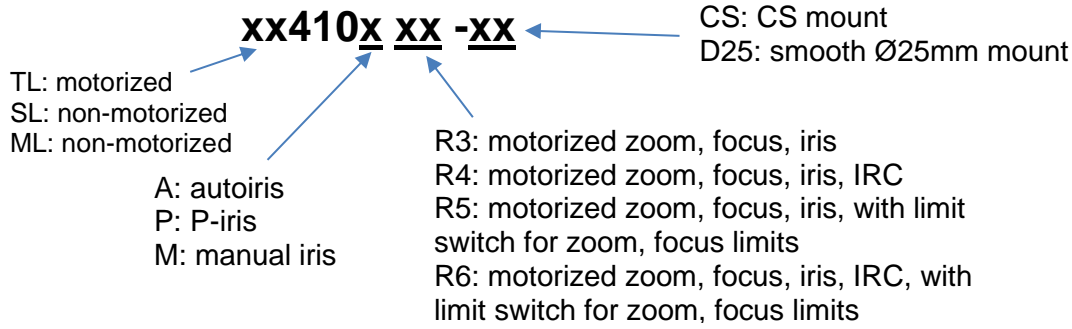 xx410x xx -xx
CS: CS mount
D25: smooth Ø25mm mount
TL: motorized
SL: non-motorized
ML: non-motorized
A: autoiris
P: P-iris
M: manual iris
R3: motorized zoom, focus, iris
R4: motorized zoom, focus, iris, IRC
R5: motorized zoom, focus, iris, with limit
switch for zoom, focus limits
R6: motorized zoom, focus, iris, IRC, with
limit switch for zoom, focus limits